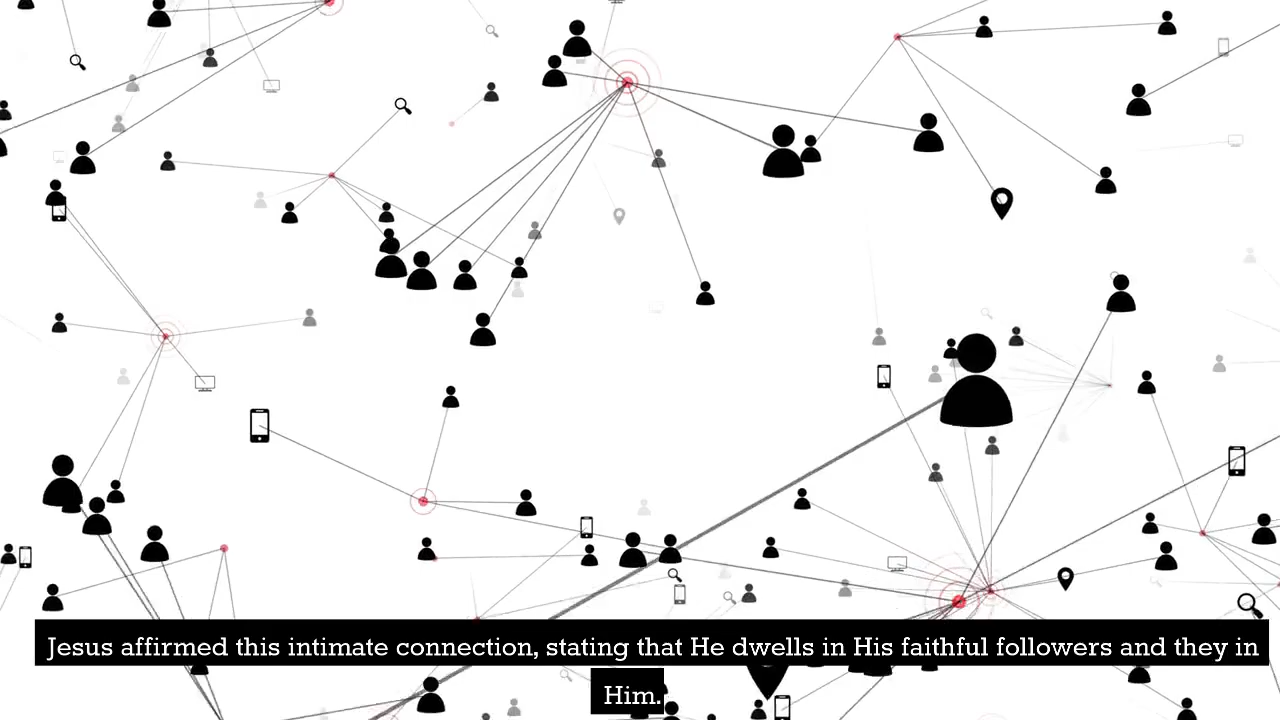 Jesus affirmed this intimate connection, stating that He dwells in His faithful followers and they in
Him.